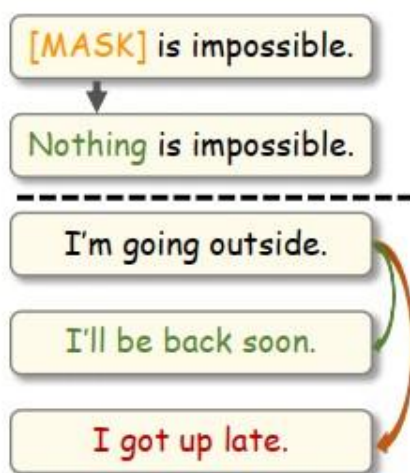 [MASK] is impossible.
Nothing is impossible.
I'm going outside.
I'll be back soon.
I got up late.